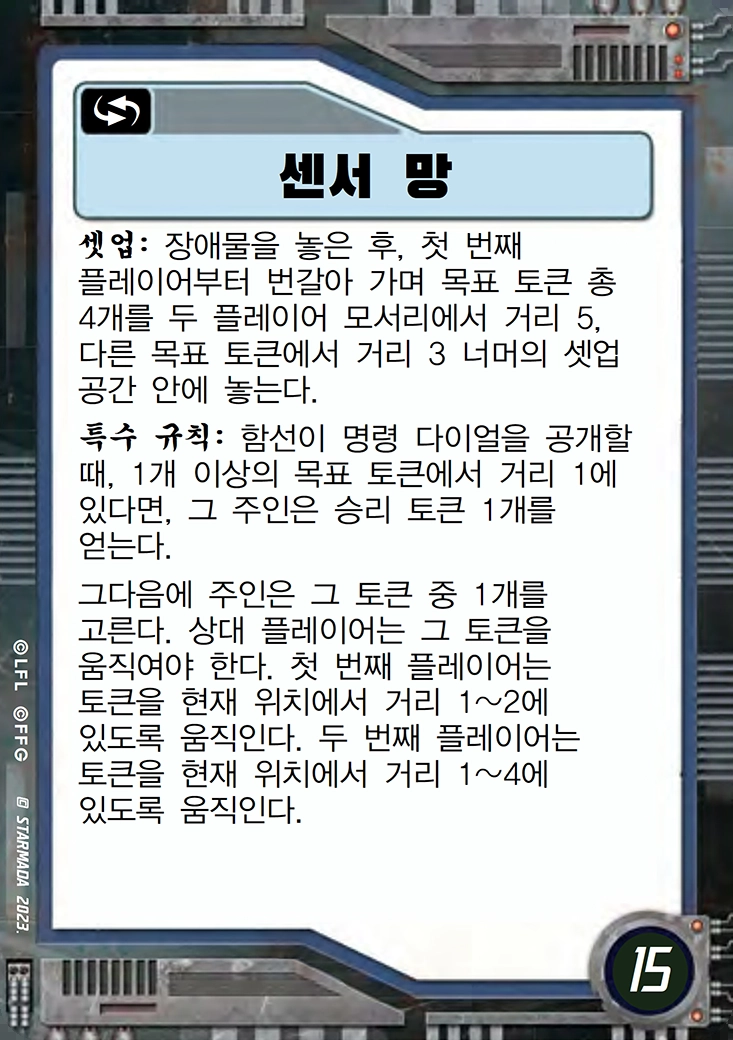 센서 망
셋업: 장애물을 놓은 후, 첫 번째
플레이어부터 번갈아 가며 목표 토큰 총
4개를 두 플레이어 모서리에서 거리 5,
다른 목표 토큰에서 거리 3 너머의 셋업
공간 안에 놓는다.
특수 규칙: 함선이 명령 다이얼을 공개할
때, 1개 이상의 목표 토큰에서 거리 1에
있다면, 그 주인은 승리 토큰 1개를
얻는다.
그다음에 주인은 그 토큰 중 1개를
고른다. 상대 플레이어는 그 토큰을
움직여야 한다. 첫 번째 플레이어는
토큰을 현재 위치에서 거리 1~2에
있도록 움직인다. 두 번째 플레이어는
토큰을 현재 위치에서 거리 1~4에
있도록 움직인다.
©LFL ©FFG © STARMADA 2023.
15